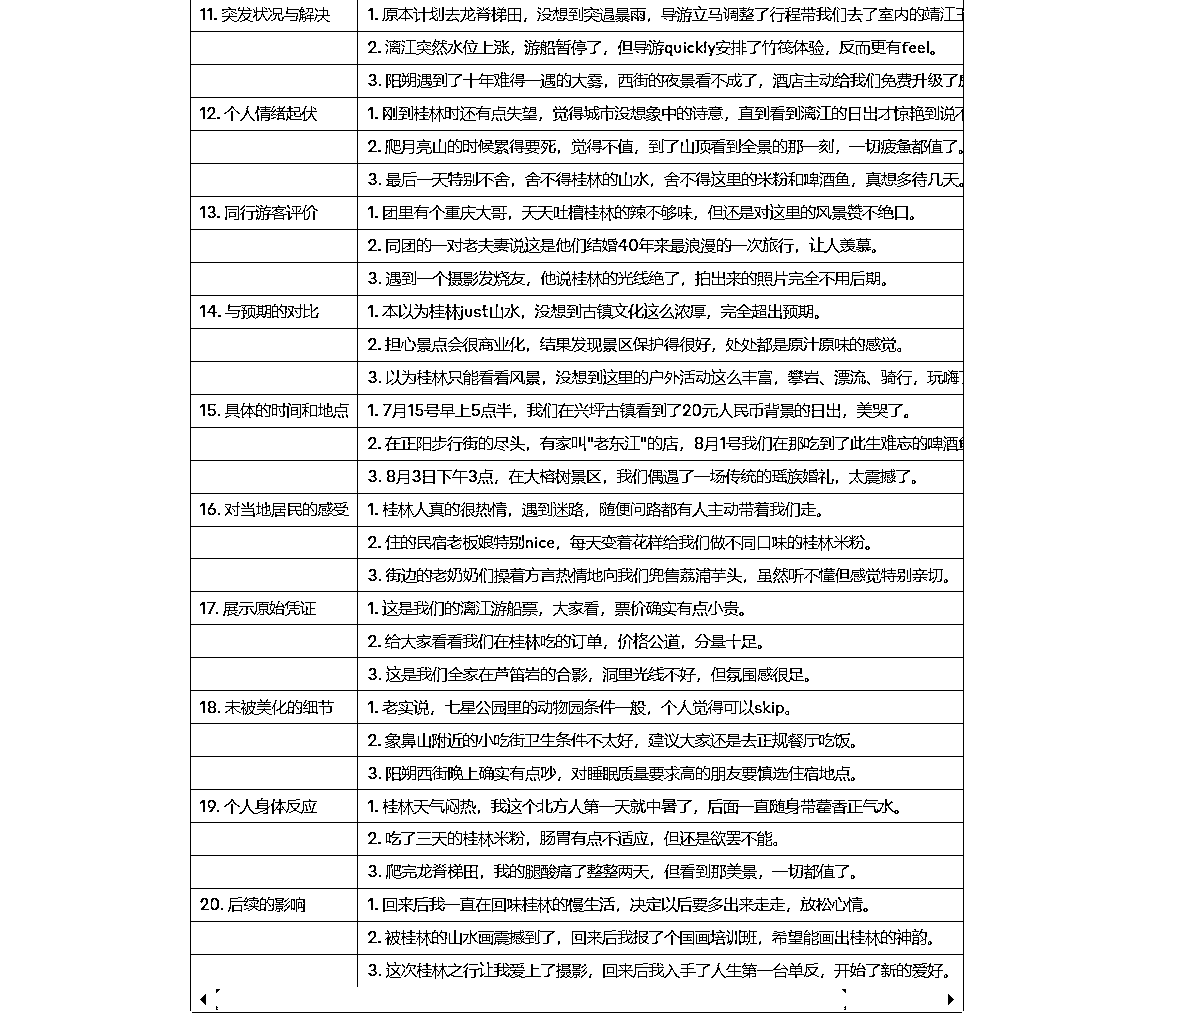 11. 突发状况与解决 1. 原本计划去龙脊梯田，没想到突遇暴雨，导游立马调整了行程带我们去了室内的靖江
2. 漓江突然水位上涨，游船暂停了，但导游quickly安排了竹筏体验，反而更有feel。
3. 阳朔遇到了十年难得一遇的大雾，西街的夜景看不成了，酒店主动给我们免费升级了
12. 个人情绪起伏 1. 刚到桂林时还有点失望，觉得城市没想象中的诗意，直到看到漓江的日出才惊艳到说不
2. 爬月亮山的时候累得要死，觉得不值，到了山顶看到全景的那一刻，一切疲惫都值了。
3. 最后一天特别不舍，舍不得桂林的山水，舍不得这里的米粉和啤酒鱼，真想多待几天。
13. 同行游客评价 1. 团里有个重庆大哥，天天吐槽桂林的辣不够味，但还是对这里的风景赞不绝口。
2. 同团的一对老夫妻说这是他们结婚40年来最浪漫的一次旅行，让人羡慕。
3. 遇到一个摄影发烧友，他说桂林的光线绝了，拍出来的照片完全不用后期。
14. 与预期的对比 1. 本以为桂林just山水，没想到古镇文化这么浓厚，完全超出预期。
2. 担心景点会很商业化，结果发现景区保护得很好，处处都是原汁原味的感觉。
3. 以为桂林只能看看风景，没想到这里的户外活动这么丰富，攀岩、漂流、骑行，玩嗨了
15. 具体的时间和地点 1. 7月15号早上5点半，我们在兴坪古镇看到了20元人民币背景的日出，美哭了。
2. 在正阳步行街的尽头，有家叫"老东江"的店，8月1号我们在那吃到了此生难忘的啤酒鱼
3. 8月3日下午3点，在大榕树景区，我们偶遇了一场传统的瑶族婚礼，太震撼了。
16. 对当地居民的感受 1. 桂林人真的很热情，遇到迷路，随便问路都有人主动带着我们走。
2. 住的民宿老板娘特别nice，每天变着花样给我们做不同口味的桂林米粉。
3. 街边的老奶奶们操着方言热情地向我们兜售荔浦芋头，虽然听不懂但感觉特别亲切。
17. 展示原始凭证 1. 这是我们的漓江游船票，大家看，票价确实有点小贵。
2. 给大家看看我们在桂林吃的订单，价格公道，分量十足。
3. 这是我们全家在芦笛岩的合影，洞里光线不好，但氛围感很足。
18. 未被美化的细节 1. 老实说，七星公园里的动物园条件一般，个人觉得可以skip。
2. 象鼻山附近的小吃街卫生条件不太好，建议大家还是去正规餐厅吃饭。
3. 阳朔西街晚上确实有点吵，对睡眠质量要求高的朋友要慎选住宿地点。
19. 个人身体反应 1. 桂林天气闷热，我这个北方人第一天就中暑了，后面一直随身带藿香正气水。
2. 吃了三天的桂林米粉，肠胃有点不适应，但还是欲罢不能。
3. 爬完龙脊梯田，我的腿酸痛了整整两天，但看到那美景，一切都值了。
20. 后续的影响 1. 回来后我一直在回味桂林的慢生活，决定以后要多出来走走，放松心情。
2. 被桂林的山水画震撼到了，回来后我报了个国画培训班，希望能画出桂林的神韵。
3. 这次桂林之行让我爱上了摄影，回来后我入手了人生第一台单反，开始了新的爱好。